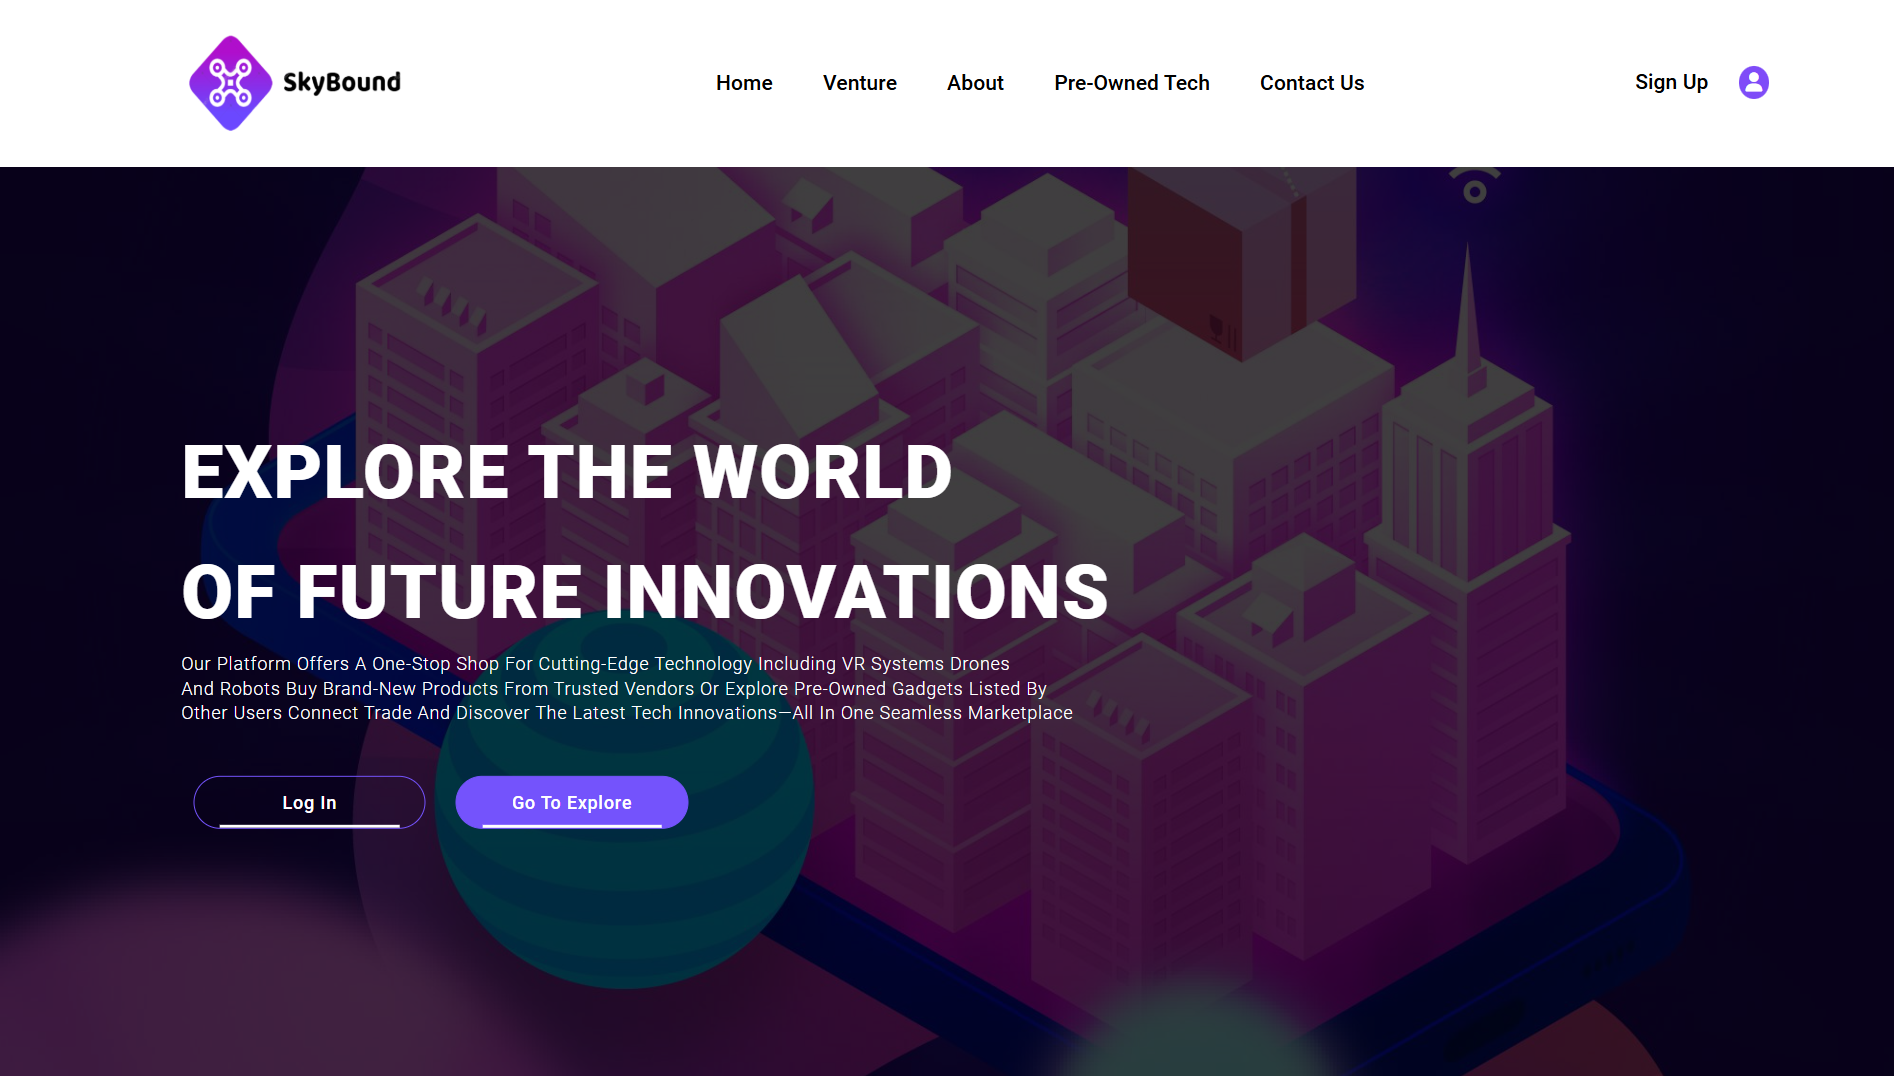 SkyBound
Home
Venture
About
Pre-Owned Tech
Contact Us
Sign Up
EXPLORE THE WORLD
OF FUTURE INNOVATIONS
Our Platform Offers A One-Stop Shop For Cutting-Edge Technology Including VR Systems Drones
And Robots Buy Brand-New Products From Trusted Vendors Or Explore Pre-Owned Gadgets Listed By
Other Users Connect Trade And Discover The Latest Tech Innovations—All In One Seamless Marketplace
Log In
Go To Explore